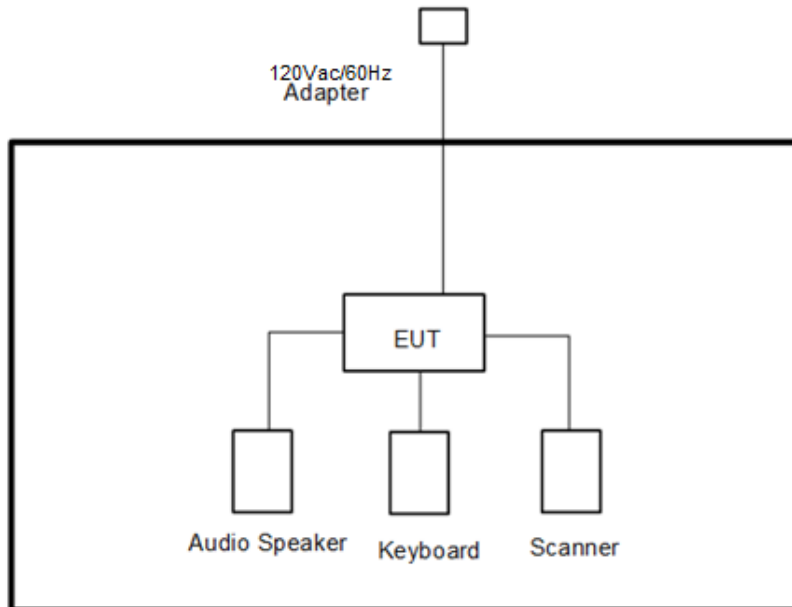 120Vac/60Hz
Adapter
EUT
Audio Speaker
Keyboard
Scanner